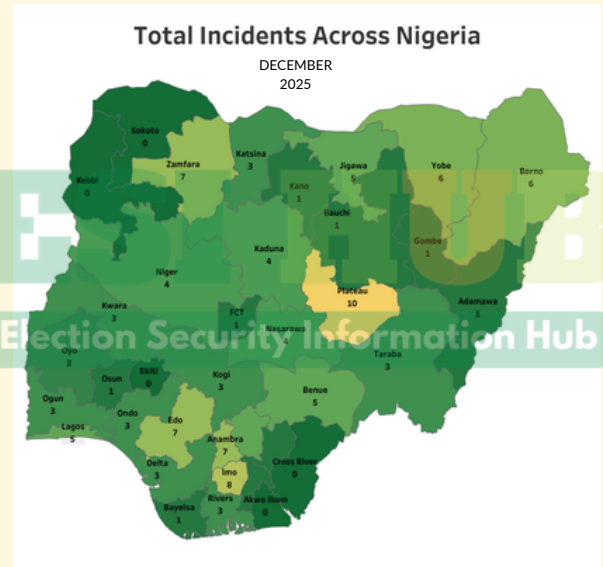 Total Incidents Across Nigeria
DECEMBER
2025
Sokoto
0
Kebbi
0
Zamfara
7
Katsina
3
Kano
1
Jigawa
5
Yobe
6
Borno
6
Bauchi
1
Gombe
1
Kaduna
4
Niger
4
Plateau
10
Adamawa
1
Kwara
3
FCT
1
Nasarawa
4
Election Security Information Hub
Taraba
3
Oyo
2
Osun
1
Ekiti
0
Kogi
3
Benue
5
Ogun
3
Lagos
5
Ondo
3
Edo
7
Anambra
7
Delta
3
Imo
8
Cross River
0
Bayelsa
1
Rivers
3
Akwa Ibom
0